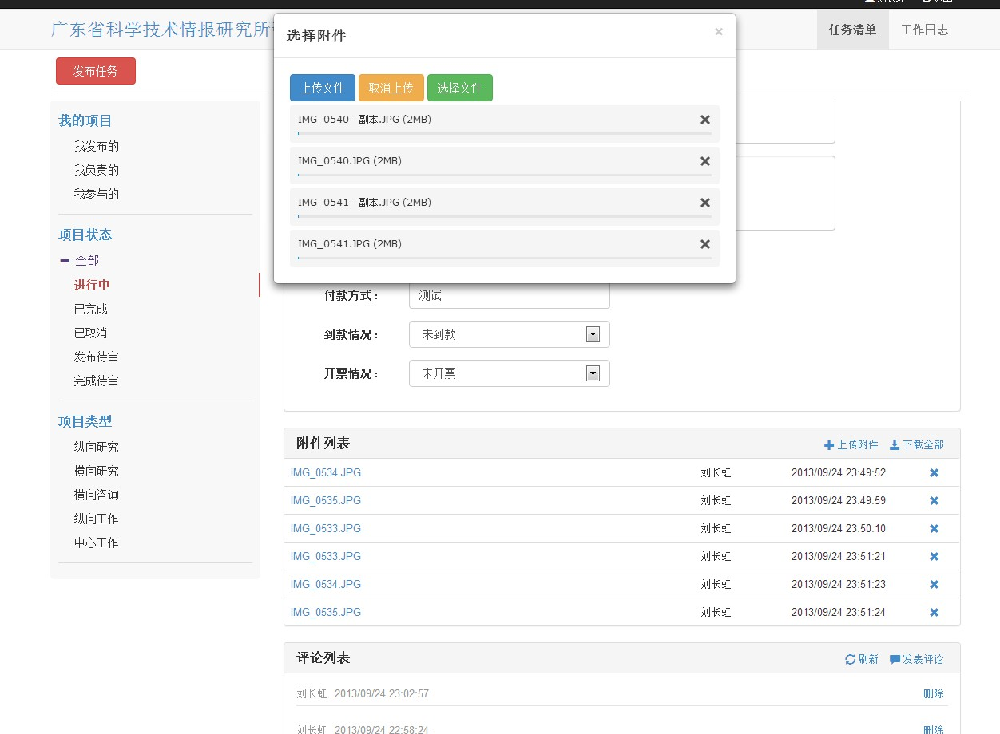 刘长虹 退出
广东省科学技术情报研究所
任务清单 工作日志
选择附件 ×
上传文件 取消上传 选择文件
IMG_0540 - 副本.JPG (2MB)
IMG_0540.JPG (2MB)
IMG_0541 - 副本.JPG (2MB)
IMG_0541.JPG (2MB)
发布任务
我的项目
我发布的
我负责的
我参与的
项目状态
全部
进行中
已完成
已取消
发布待审
完成待审
项目类型
纵向研究
横向研究
横向咨询
纵向工作
中心工作
付款方式： 测试
到款情况： 未到款
开票情况： 未开票
附件列表 上传附件 下载全部
IMG_0534.JPG 刘长虹 2013/09/24 23:49:52
IMG_0535.JPG 刘长虹 2013/09/24 23:49:59
IMG_0533.JPG 刘长虹 2013/09/24 23:50:10
IMG_0533.JPG 刘长虹 2013/09/24 23:51:21
IMG_0534.JPG 刘长虹 2013/09/24 23:51:23
IMG_0535.JPG 刘长虹 2013/09/24 23:51:24
评论列表 刷新 发表评论
刘长虹 2013/09/24 23:02:57 删除
刘长虹 2013/09/24 22:58:24 删除